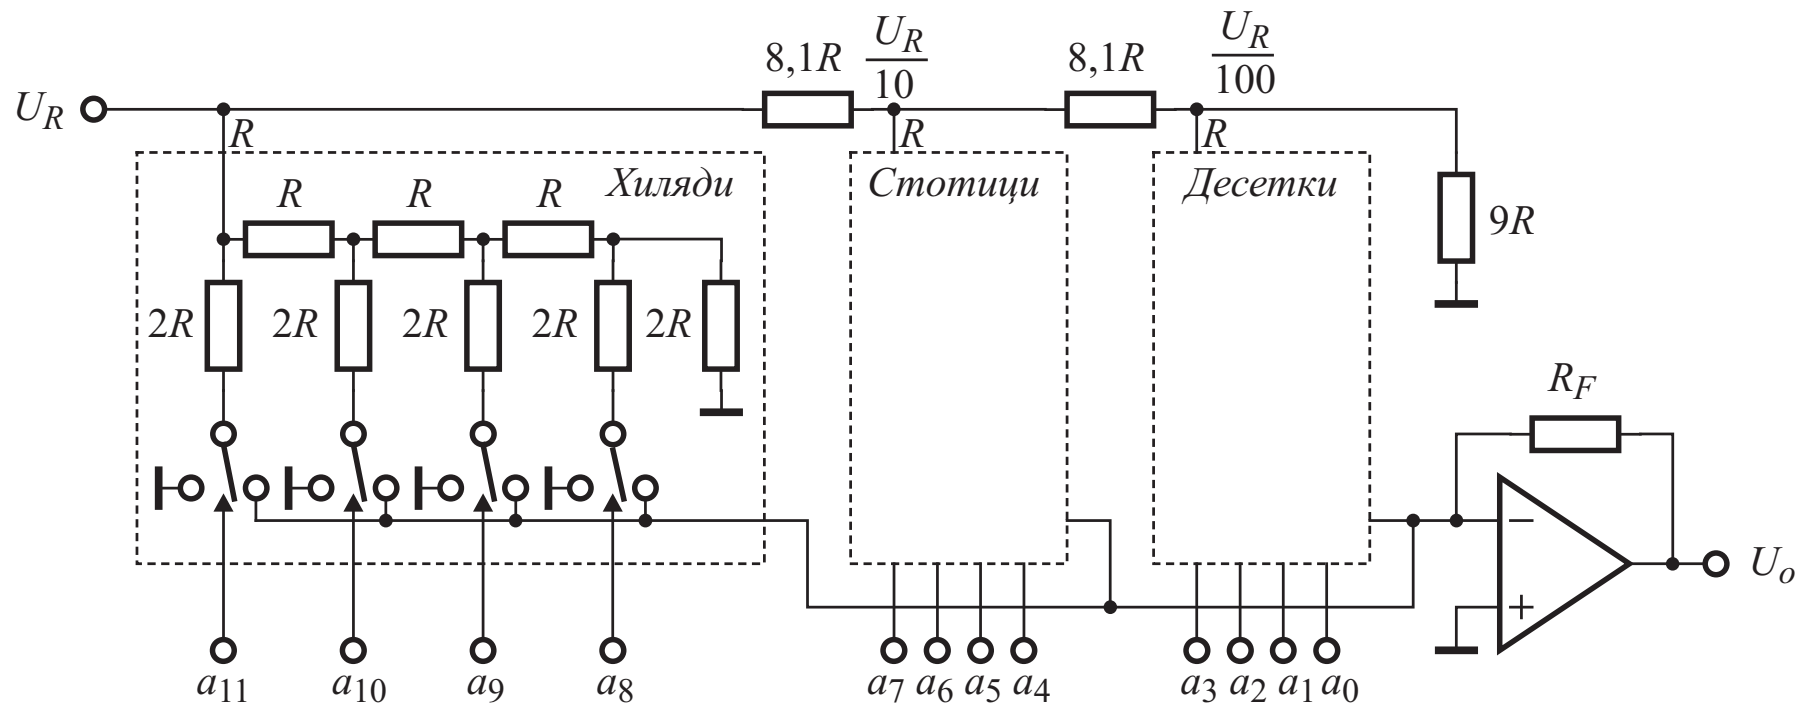 8,1R
U_R
10
8,1R
U_R
100
U_R
R
R
R
R
R
R
Хиляди
Стотици
Десетки
9R
2R
2R
2R
2R
2R
R_F
−
+
U_o
a_11
a_10
a_9
a_8
a_7
a_6
a_5
a_4
a_3
a_2
a_1
a_0